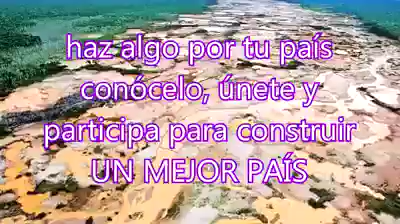 haz algo por tu país
conócelo, únete y
participa para construir
UN MEJOR PAÍS